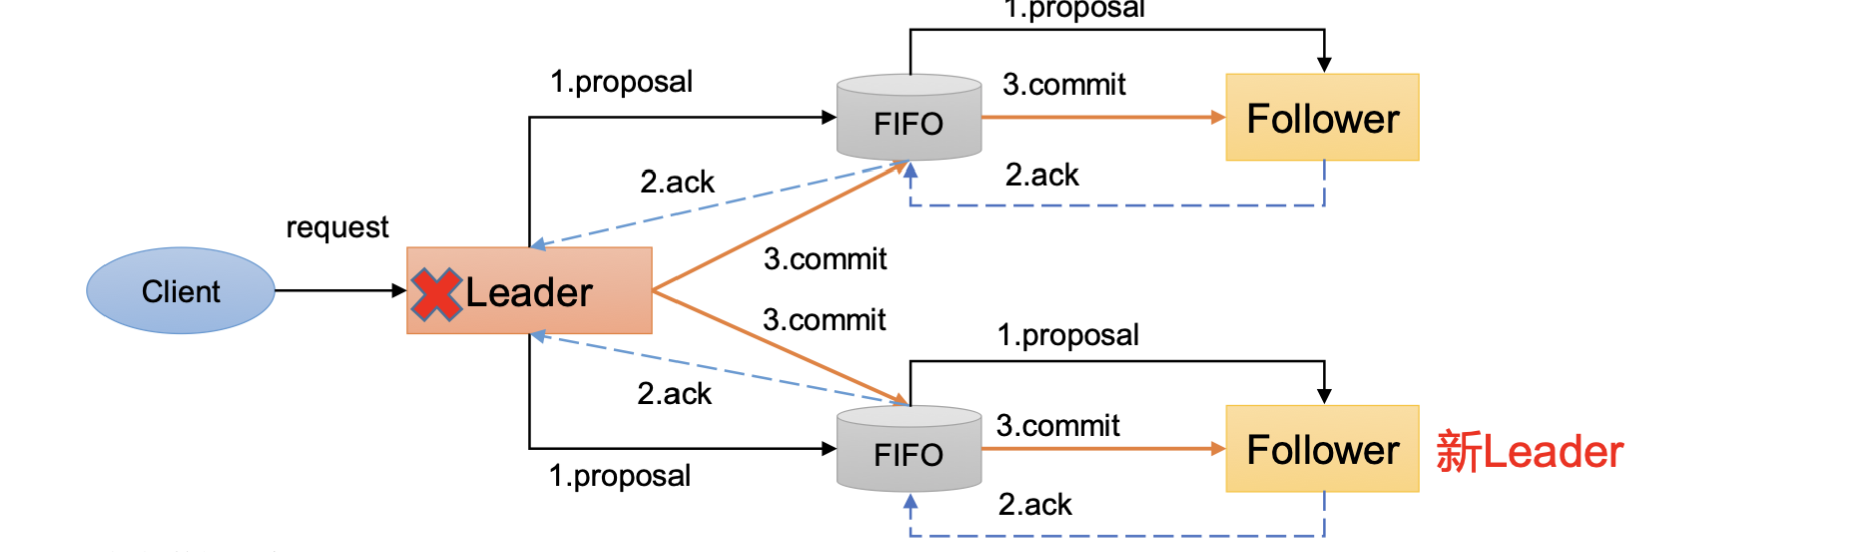 1.proposal
1.proposal
3.commit
FIFO
Follower
2.ack
2.ack
request
3.commit
Client
Leader
3.commit
1.proposal
2.ack
3.commit
FIFO
Follower
新Leader
1.proposal
2.ack